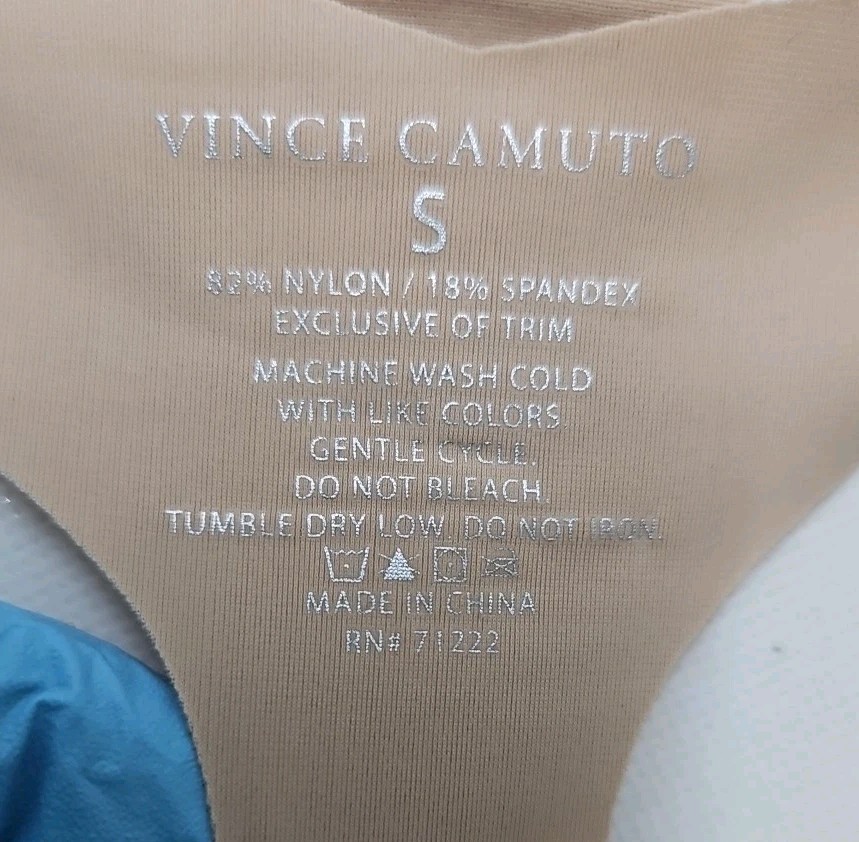 VINCE CAMUTO
S
82% NYLON / 18% SPANDEX
EXCLUSIVE OF TRIM
MACHINE WASH COLD
WITH LIKE COLORS.
GENTLE CYCLE.
DO NOT BLEACH.
TUMBLE DRY LOW. DO NOT IRON.
MADE IN CHINA
RN# 71222